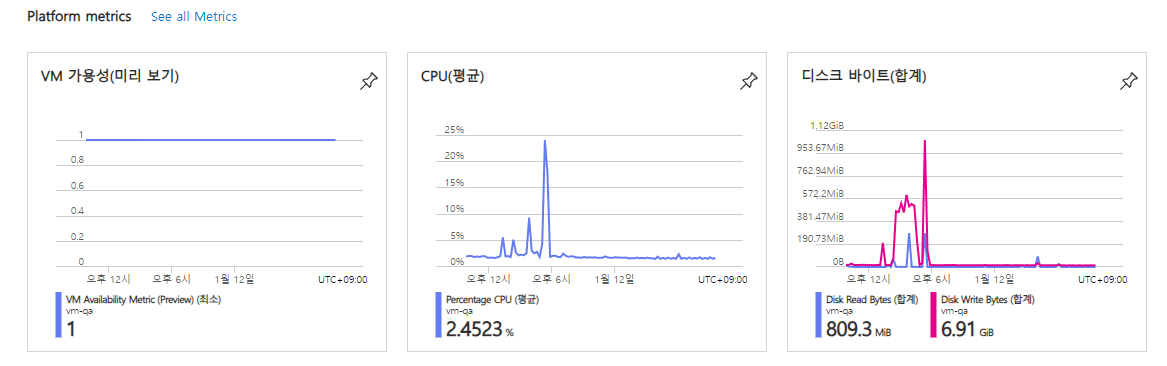 Platform metrics See all Metrics
VM 가용성(미리 보기)
1
0.8
0.6
0.4
0.2
0
오후 12시 오후 6시 1월 12일 UTC+09:00
VM Availability Metric (Preview) (최소)
vm-qa
1
CPU(평균)
25%
20%
15%
10%
5%
0%
오후 12시 오후 6시 1월 12일 UTC+09:00
Percentage CPU (평균)
vm-qa
2.4523 %
디스크 바이트(합계)
1.12GiB
953.67MiB
762.94MiB
572.2MiB
381.47MiB
190.73MiB
0B
오후 12시 오후 6시 1월 12일 UTC+09:00
Disk Read Bytes (합계) Disk Write Bytes (합계)
vm-qa vm-qa
809.3 MiB 6.91 GiB